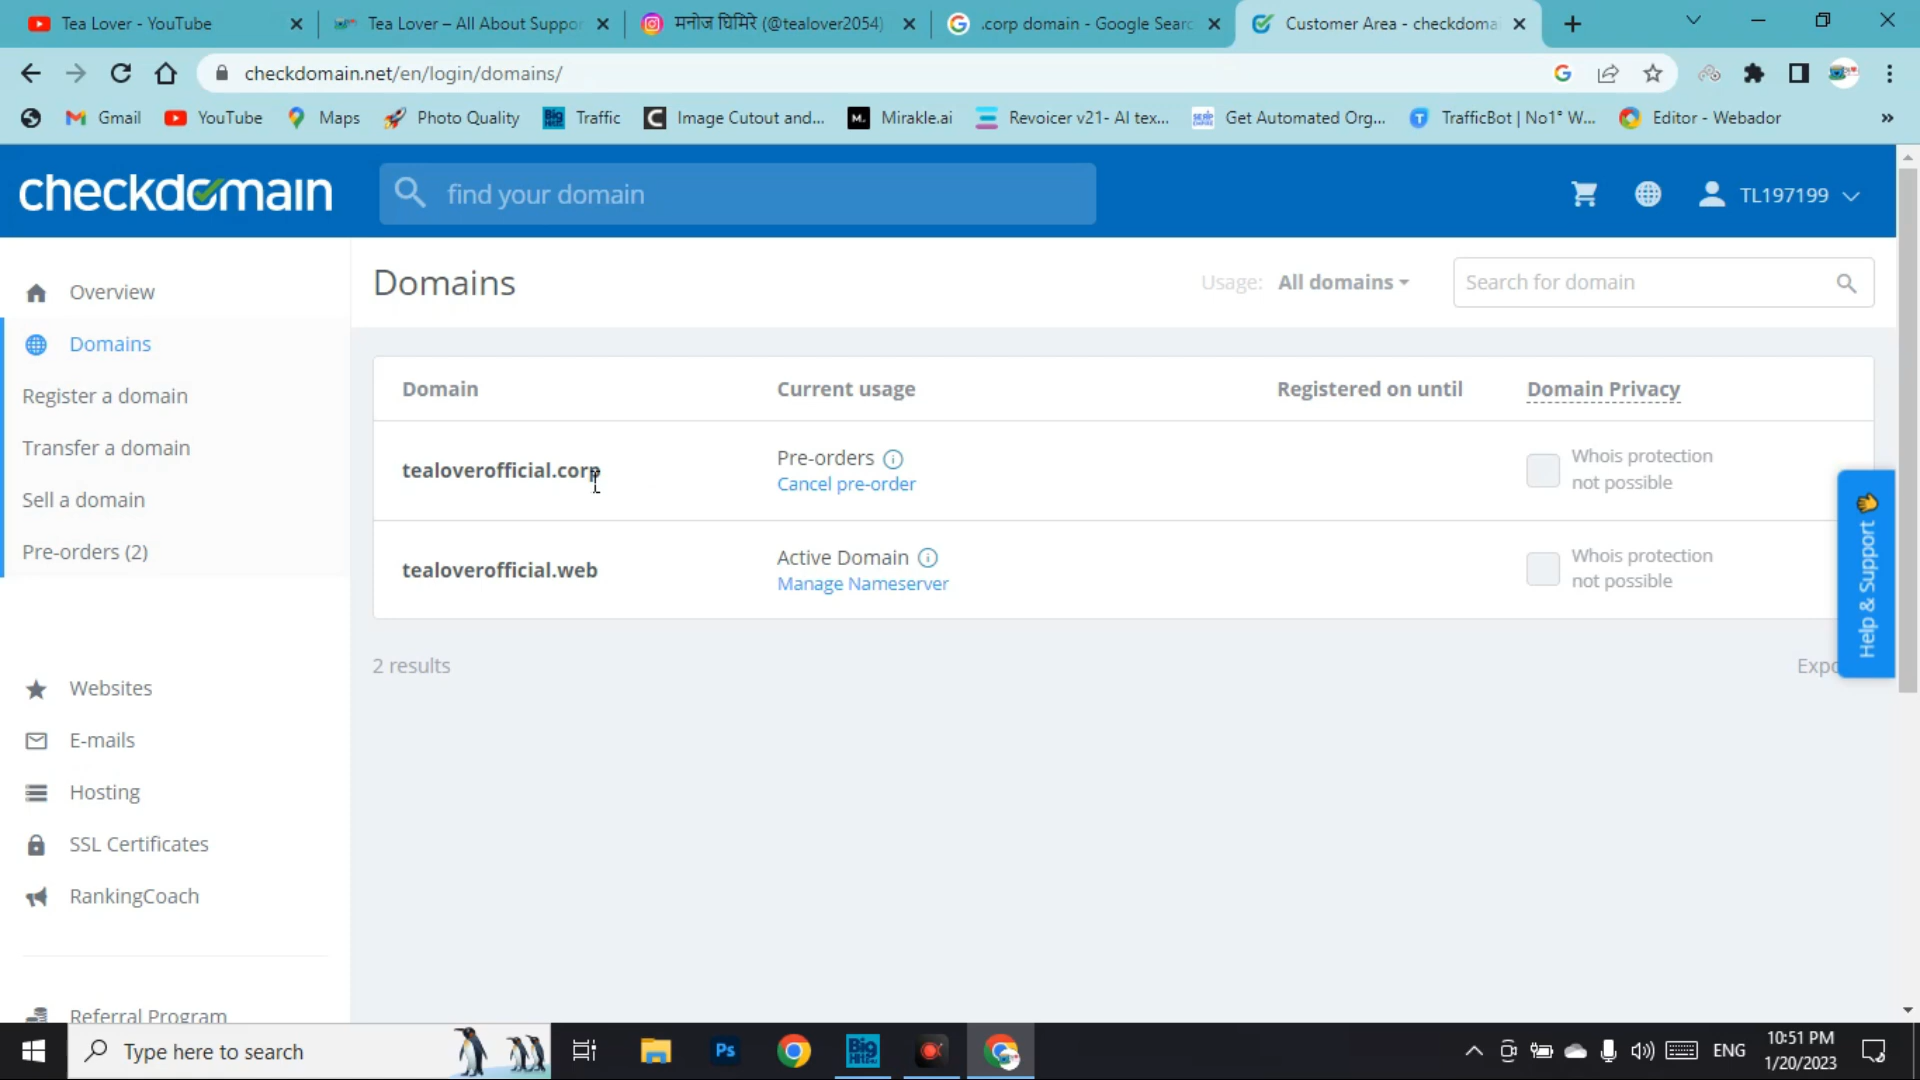 Tea Lover - YouTube
Tea Lover – All About Suppor
मनोज घिमिरे (@tealover2054)
.corp domain - Google Searc
Customer Area - checkdomai
checkdomain.net/en/login/domains/
Gmail
YouTube
Maps
Photo Quality
Traffic
Image Cutout and...
Mirakle.ai
Revoicer v21- AI tex...
Get Automated Org...
TrafficBot | No1° W...
Editor - Webador
»
checkdomain
find your domain
TL197199
Overview
Domains
Register a domain
Transfer a domain
Sell a domain
Pre-orders (2)
Websites
E-mails
Hosting
SSL Certificates
RankingCoach
Referral Program
Domains
Usage: All domains
Search for domain
Domain Current usage Registered on until Domain Privacy
tealoverofficial.corp
Pre-orders
Cancel pre-order
Whois protection
not possible
tealoverofficial.web
Active Domain
Manage Nameserver
Whois protection
not possible
2 results
Expo
Help & Support
Type here to search
Ps
Big
ENG
10:51 PM
1/20/2023